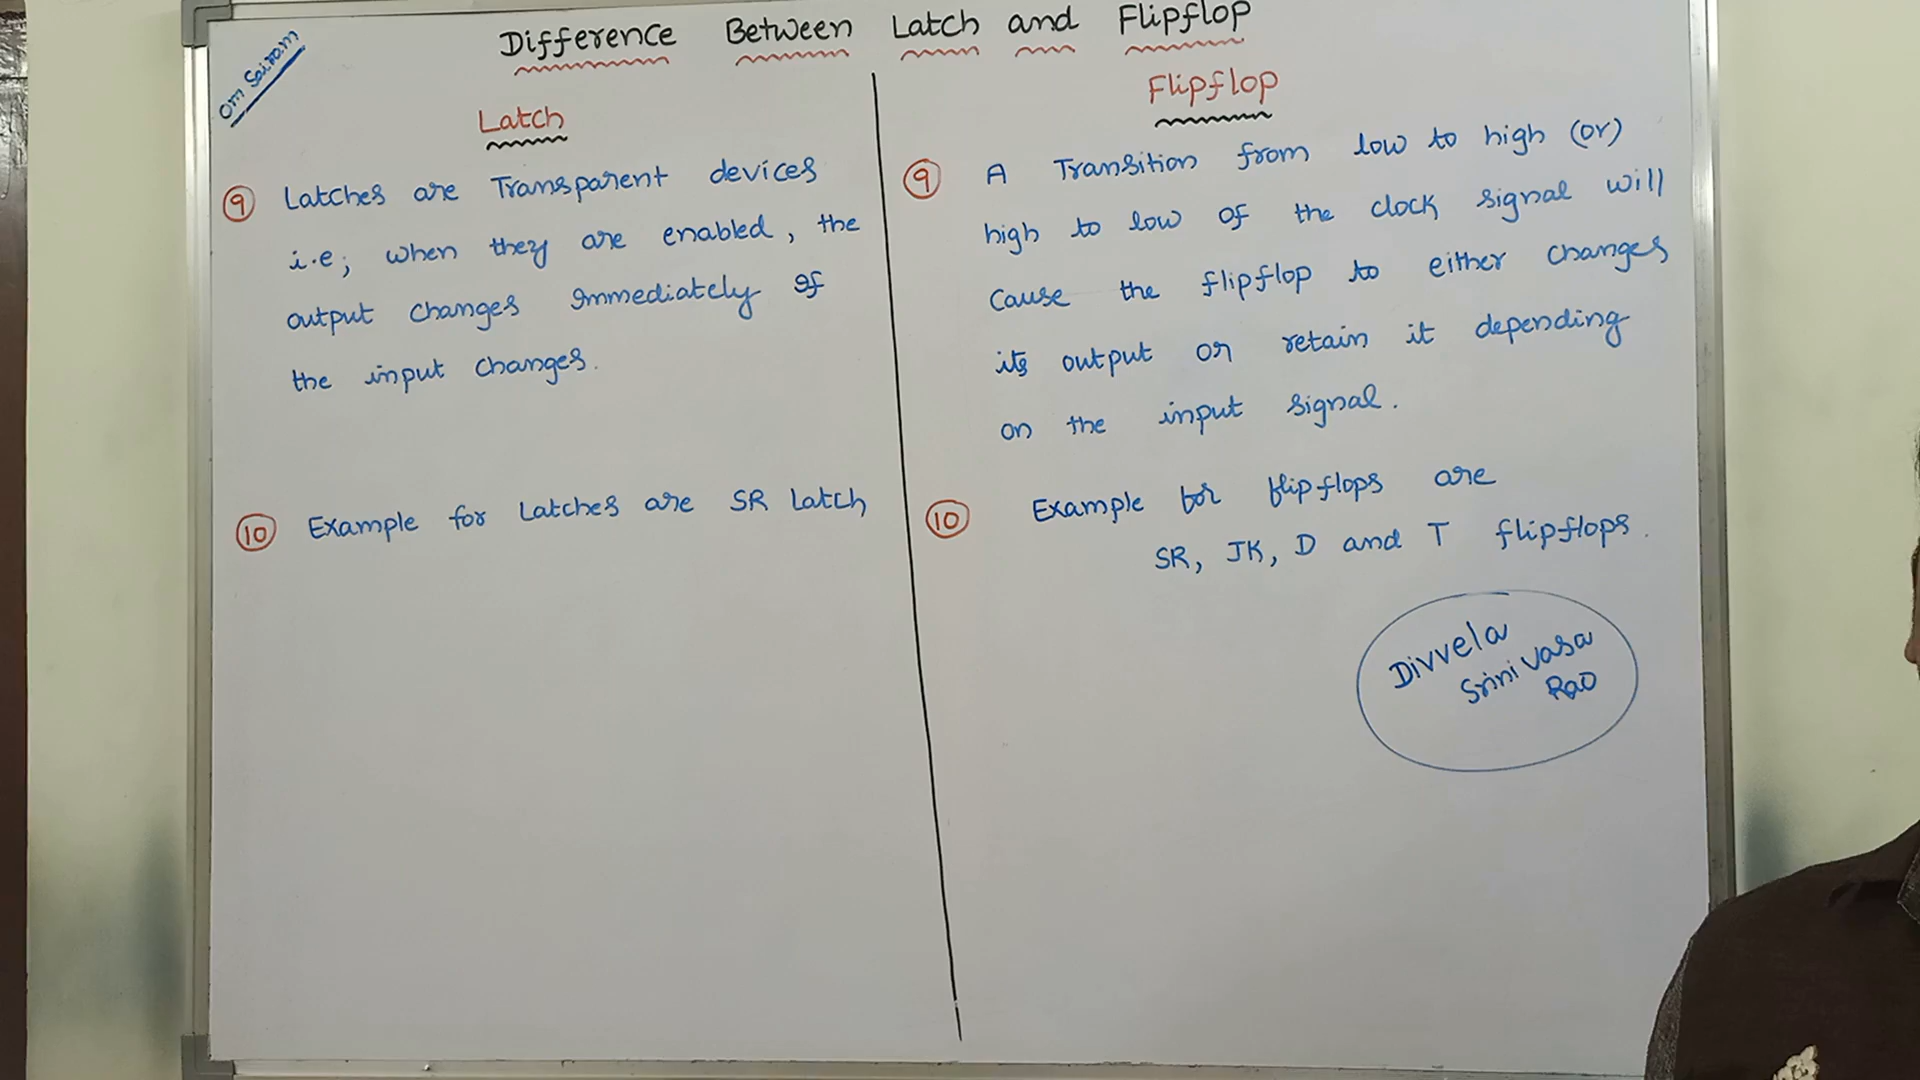 Om Sairam
Difference Between Latch and Flipflop
Latch
9 Latches are Transparent devices
i.e; when they are enabled, the
output changes Immediately If
the input changes.
10 Example for Latches are SR Latch
Flipflop
9 A Transition from low to high (or)
high to low of the clock signal will
cause the flipflop to either changes
its output or retain it depending
on the input signal.
10 Example for flipflops are
SR, JK, D and T flipflops.
Divvela
Srinivasa
Rao